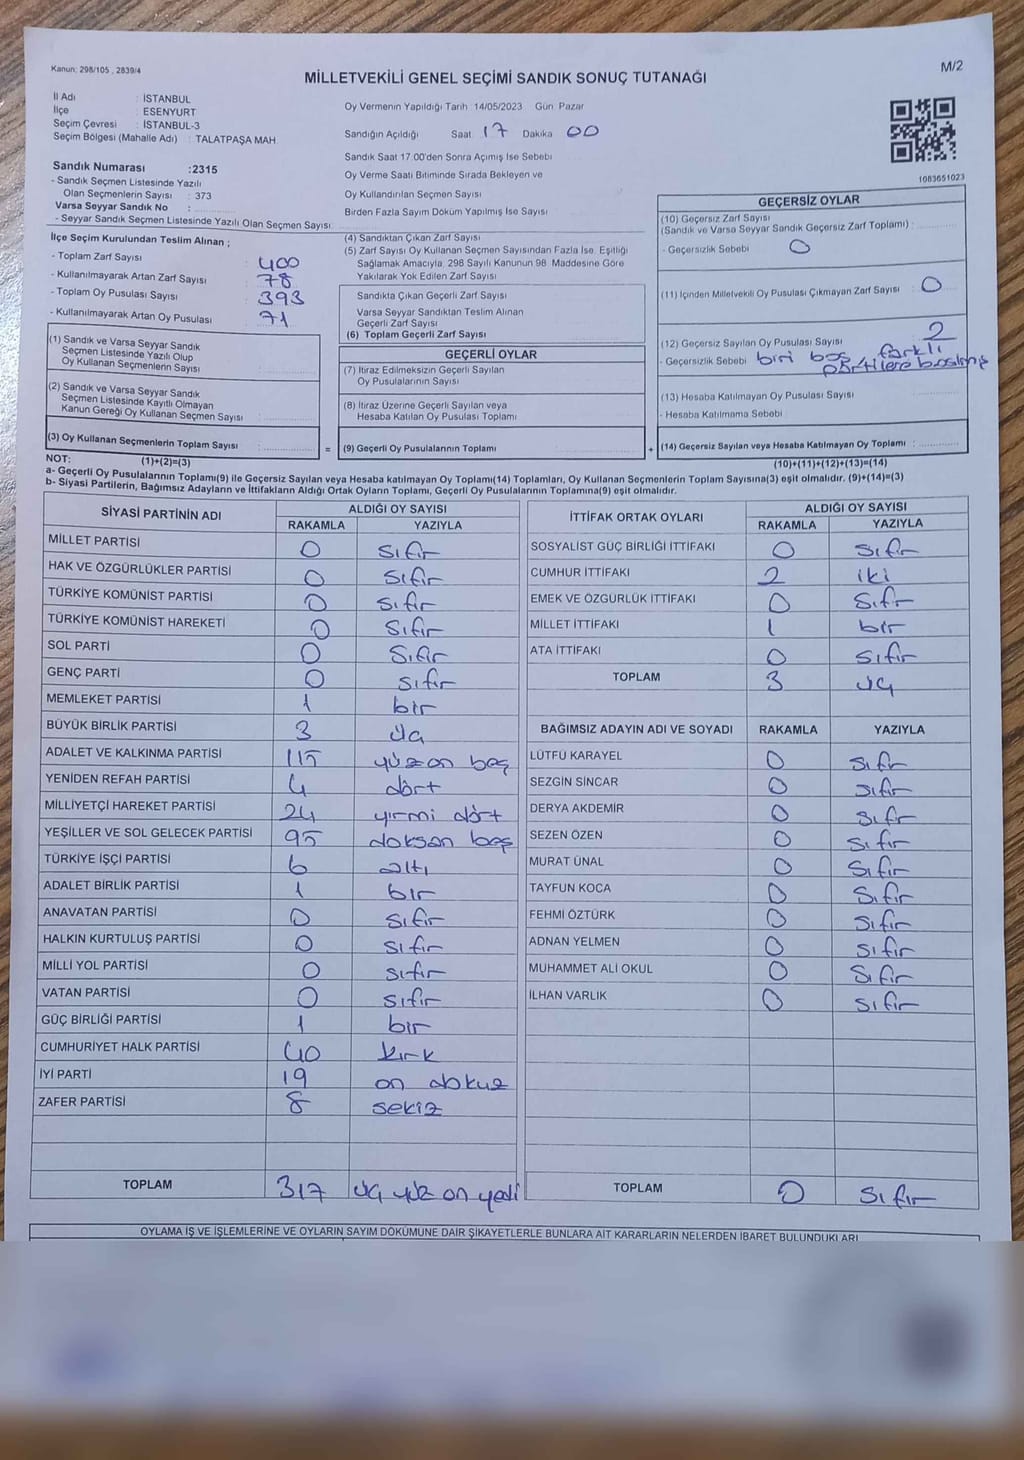 Kanun: 298/105 , 2839/4
MİLLETVEKİLİ GENEL SEÇİMİ SANDIK SONUÇ TUTANAĞI
M/2
İl Adı : İSTANBUL
İlçe : ESENYURT
Seçim Çevresi : İSTANBUL-3
Seçim Bölgesi (Mahalle Adı) : TALATPAŞA MAH
Sandık Numarası :2315
- Sandık Seçmen Listesinde Yazılı
Olan Seçmenlerin Sayısı : 373
Varsa Seyyar Sandık No :
- Seyyar Sandık Seçmen Listesinde Yazılı Olan Seçmen Sayısı:
Oy Vermenin Yapıldığı Tarih :14/05/2023 Gün: Pazar
Sandığın Açıldığı Saat 17 Dakika 00
Sandık Saat 17.00'den Sonra Açımış İse Sebebi
Oy Verme Saati Bitiminde Sırada Bekleyen ve
Oy Kullandırılan Seçmen Sayısı
Birden Fazla Sayım Döküm Yapılmış İse Sayısı
1083651023
İlçe Seçim Kurulundan Teslim Alınan ;
- Toplam Zarf Sayısı 400
- Kullanılmayarak Artan Zarf Sayısı 78
- Toplam Oy Pusulası Sayısı 393
- Kullanılmayarak Artan Oy Pusulası 71
(1) Sandık ve Varsa Seyyar Sandık
Seçmen Listesinde Yazılı Olup
Oy Kullanan Seçmenlerin Sayısı
(2) Sandık ve Varsa Seyyar Sandık
Seçmen Listesinde Kayıtlı Olmayan
Kanun Gereği Oy Kullanan Seçmen Sayısı :
(3) Oy Kullanan Seçmenlerin Toplam Sayısı : =
(4) Sandıktan Çıkan Zarf Sayısı
(5) Zarf Sayısı Oy Kullanan Seçmen Sayısından Fazla İse, Eşitliği
Sağlamak Amacıyla, 298 Sayılı Kanunun 98. Maddesine Göre
Yakılarak Yok Edilen Zarf Sayısı
Sandıkta Çıkan Geçerli Zarf Sayısı
Varsa Seyyar Sandıktan Teslim Alınan
Geçerli Zarf Sayısı
(6) Toplam Geçerli Zarf Sayısı
GEÇERLİ OYLAR
(7) İtiraz Edilmeksizin Geçerli Sayılan
Oy Pusulalarının Sayısı
(8) İtiraz Üzerine Geçerli Sayılan veya
Hesaba Katılan Oy Pusulası Toplamı
(9) Geçerli Oy Pusulalarının Toplamı +
GEÇERSİZ OYLAR
(10) Geçersiz Zarf Sayısı
(Sandık ve Varsa Seyyar Sandık Geçersiz Zarf Toplamı) :
- Geçersizlik Sebebi 0
(11) İçinden Milletvekili Oy Pusulası Çıkmayan Zarf Sayısı : 0
(12) Geçersiz Sayılan Oy Pusulası Sayısı 2
- Geçersizlik Sebebi biri boş farklı
partilere basılmış
(13) Hesaba Katılmayan Oy Pusulası Sayısı
- Hesaba Katılmama Sebebi
(14) Geçersiz Sayılan veya Hesaba Katılmayan Oy Toplamı :
NOT: (1)+(2)=(3) (10)+(11)+(12)+(13)=(14)
a- Geçerli Oy Pusulalarının Toplamı(9) ile Geçersiz Sayılan veya Hesaba katılmayan Oy Toplamı(14) Toplamları, Oy Kullanan Seçmenlerin Toplam Sayısına(3) eşit olmalıdır. (9)+(14)=(3)
b- Siyasi Partilerin, Bağımsız Adayların ve İttifakların Aldığı Ortak Oyların Toplamı, Geçerli Oy Pusulalarının Toplamına(9) eşit olmalıdır.
SİYASİ PARTİNİN ADI ALDIĞI OY SAYISI
RAKAMLA YAZIYLA
MİLLET PARTİSİ 0 sıfır
HAK VE ÖZGÜRLÜKLER PARTİSİ 0 sıfır
TÜRKİYE KOMÜNİST PARTİSİ 0 sıfır
TÜRKİYE KOMÜNİST HAREKETİ 0 sıfır
SOL PARTİ 0 sıfır
GENÇ PARTİ 0 sıfır
MEMLEKET PARTİSİ 1 bir
BÜYÜK BİRLİK PARTİSİ 3 üç
ADALET VE KALKINMA PARTİSİ 115 yüz on beş
YENİDEN REFAH PARTİSİ 4 dört
MİLLİYETÇİ HAREKET PARTİSİ 24 yirmi dört
YEŞİLLER VE SOL GELECEK PARTİSİ 95 doksan beş
TÜRKİYE İŞÇİ PARTİSİ 6 altı
ADALET BİRLİK PARTİSİ 1 bir
ANAVATAN PARTİSİ 0 sıfır
HALKIN KURTULUŞ PARTİSİ 0 sıfır
MİLLİ YOL PARTİSİ 0 sıfır
VATAN PARTİSİ 0 sıfır
GÜÇ BİRLİĞİ PARTİSİ 1 bir
CUMHURİYET HALK PARTİSİ 40 kırk
İYİ PARTİ 19 on dokuz
ZAFER PARTİSİ 8 sekiz
TOPLAM 317 üç yüz on yedi
İTTİFAK ORTAK OYLARI ALDIĞI OY SAYISI
RAKAMLA YAZIYLA
SOSYALİST GÜÇ BİRLİĞİ İTTİFAKI 0 sıfır
CUMHUR İTTİFAKI 2 iki
EMEK VE ÖZGÜRLÜK İTTİFAKI 0 sıfır
MİLLET İTTİFAKI 1 bir
ATA İTTİFAKI 0 sıfır
TOPLAM 3 üç
BAĞIMSIZ ADAYIN ADI VE SOYADI RAKAMLA YAZIYLA
LÜTFÜ KARAYEL 0 sıfır
SEZGİN SİNCAR 0 sıfır
DERYA AKDEMİR 0 sıfır
SEZEN ÖZEN 0 sıfır
MURAT ÜNAL 0 sıfır
TAYFUN KOCA 0 sıfır
FEHMİ ÖZTÜRK 0 sıfır
ADNAN YELMEN 0 sıfır
MUHAMMET ALİ OKUL 0 sıfır
İLHAN VARLIK 0 sıfır
TOPLAM 0 sıfır
OYLAMA İŞ VE İŞLEMLERİNE VE OYLARIN SAYIM DÖKÜMÜNE DAİR ŞİKAYETLERLE BUNLARA AİT KARARLARIN NELERDEN İBARET BULUNDUKLARI